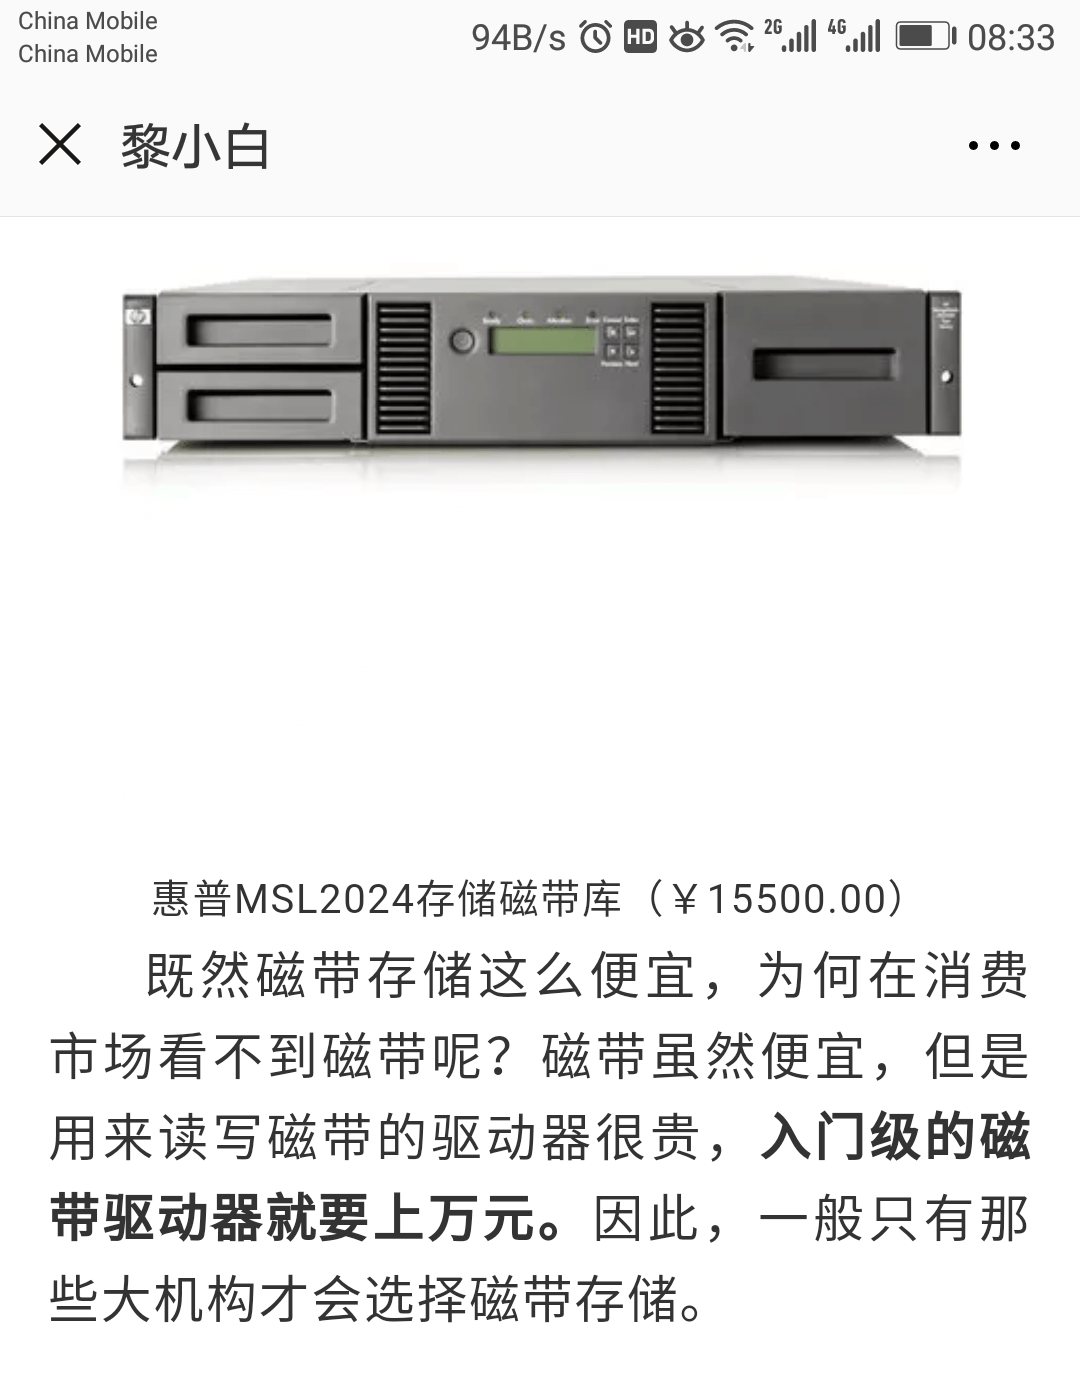 China Mobile
China Mobile
94B/s HD 2G 4G 08:33
黎小白
hp
惠普MSL2024存储磁带库（￥15500.00）
既然磁带存储这么便宜，为何在消费
市场看不到磁带呢？磁带虽然便宜，但是
用来读写磁带的驱动器很贵，入门级的磁
带驱动器就要上万元。因此，一般只有那
些大机构才会选择磁带存储。